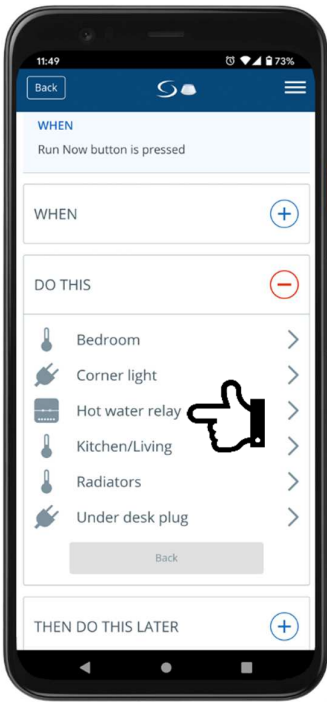 11:49
73%
Back
WHEN
Run Now button is pressed
WHEN
DO THIS
Bedroom
Corner light
Hot water relay
Kitchen/Living
Radiators
Under desk plug
Back
THEN DO THIS LATER